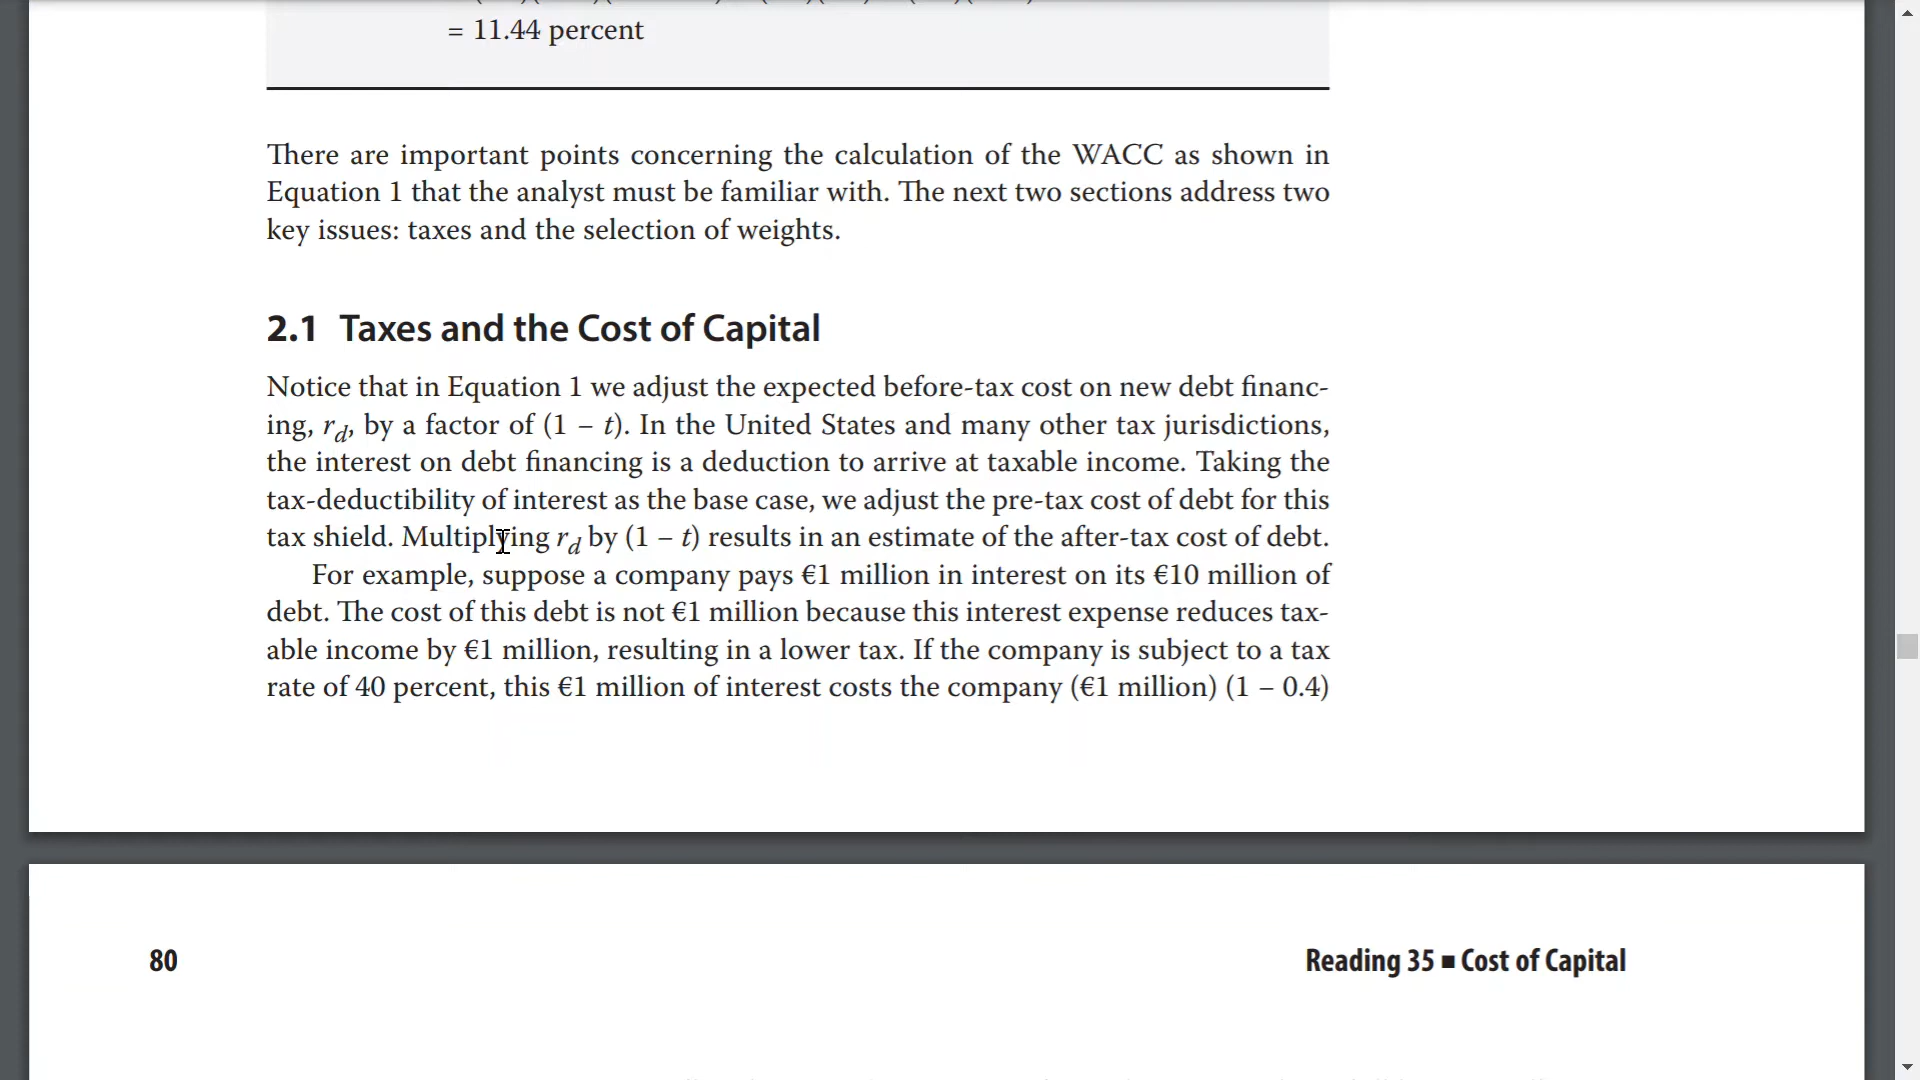 = 11.44 percent
There are important points concerning the calculation of the WACC as shown in
Equation 1 that the analyst must be familiar with. The next two sections address two
key issues: taxes and the selection of weights.
2.1 Taxes and the Cost of Capital
Notice that in Equation 1 we adjust the expected before-tax cost on new debt financ-
ing, r_d, by a factor of (1 − t). In the United States and many other tax jurisdictions,
the interest on debt financing is a deduction to arrive at taxable income. Taking the
tax-deductibility of interest as the base case, we adjust the pre-tax cost of debt for this
tax shield. Multiplying r_d by (1 − t) results in an estimate of the after-tax cost of debt.
For example, suppose a company pays €1 million in interest on its €10 million of
debt. The cost of this debt is not €1 million because this interest expense reduces tax-
able income by €1 million, resulting in a lower tax. If the company is subject to a tax
rate of 40 percent, this €1 million of interest costs the company (€1 million) (1 − 0.4)
80
Reading 35 ■ Cost of Capital